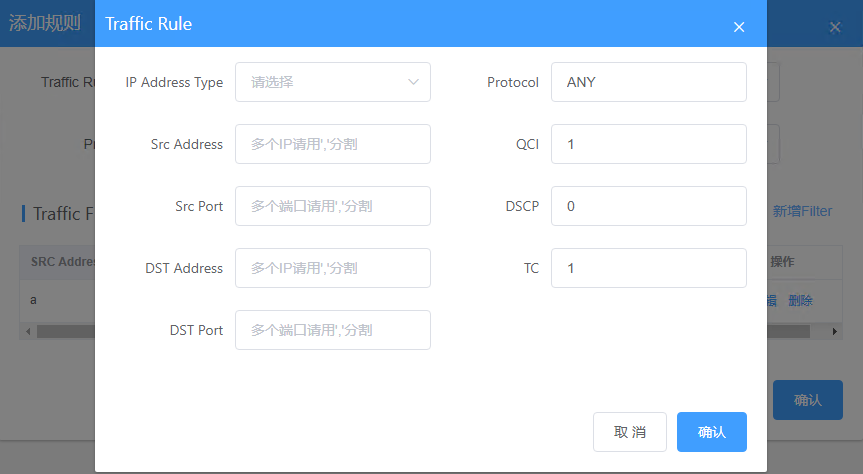 添加规则
Traffic Rule
×
×
Traffic Ru
IP Address Type
请选择
Protocol
ANY
Src Address
多个IP请用','分割
QCI
1
Src Port
多个端口请用','分割
DSCP
0
Traffic F
新增Filter
DST Address
多个IP请用','分割
TC
1
SRC Addres
操作
a
删除
DST Port
多个端口请用','分割
取 消
确认
确认